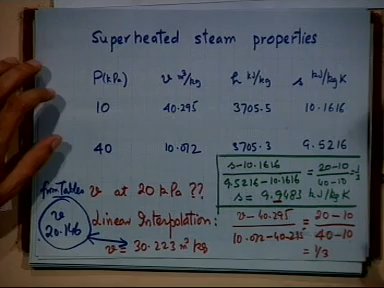 Superheated steam properties
P(kPa) v m³/kg h kJ/kg s kJ/kg K
10 40.295 3705.5 10.1616
40 10.072 3705.3 9.5216
s-10.1616 / 9.5216-10.1616 = 20-10 / 40-10 = 1/3
s = 9.9483 kJ/kg K
from Tables
v
20.146
v at 20 kPa ??
Linear Interpolation:
v = 30.223 m³/kg
v-40.295 / 10.072-40.295 = 20-10 / 40-10
= 1/3